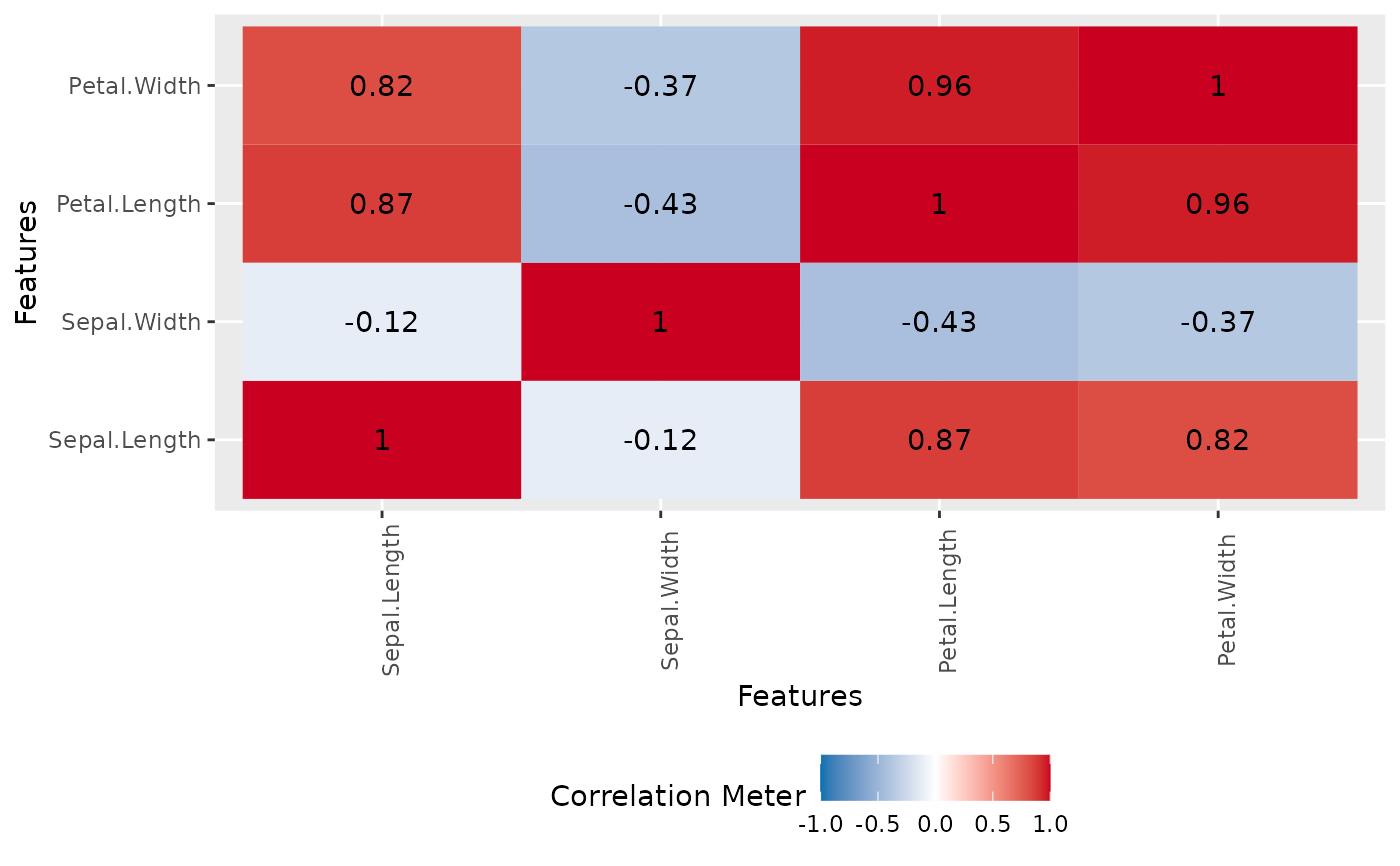 Petal.Width 0.82 -0.37 0.96 1
Petal.Length 0.87 -0.43 1 0.96
Features
Sepal.Width -0.12 1 -0.43 -0.37
Sepal.Length 1 -0.12 0.87 0.82
Sepal.Length Sepal.Width Petal.Length Petal.Width
Features
Correlation Meter
-1.0 -0.5 0.0 0.5 1.0